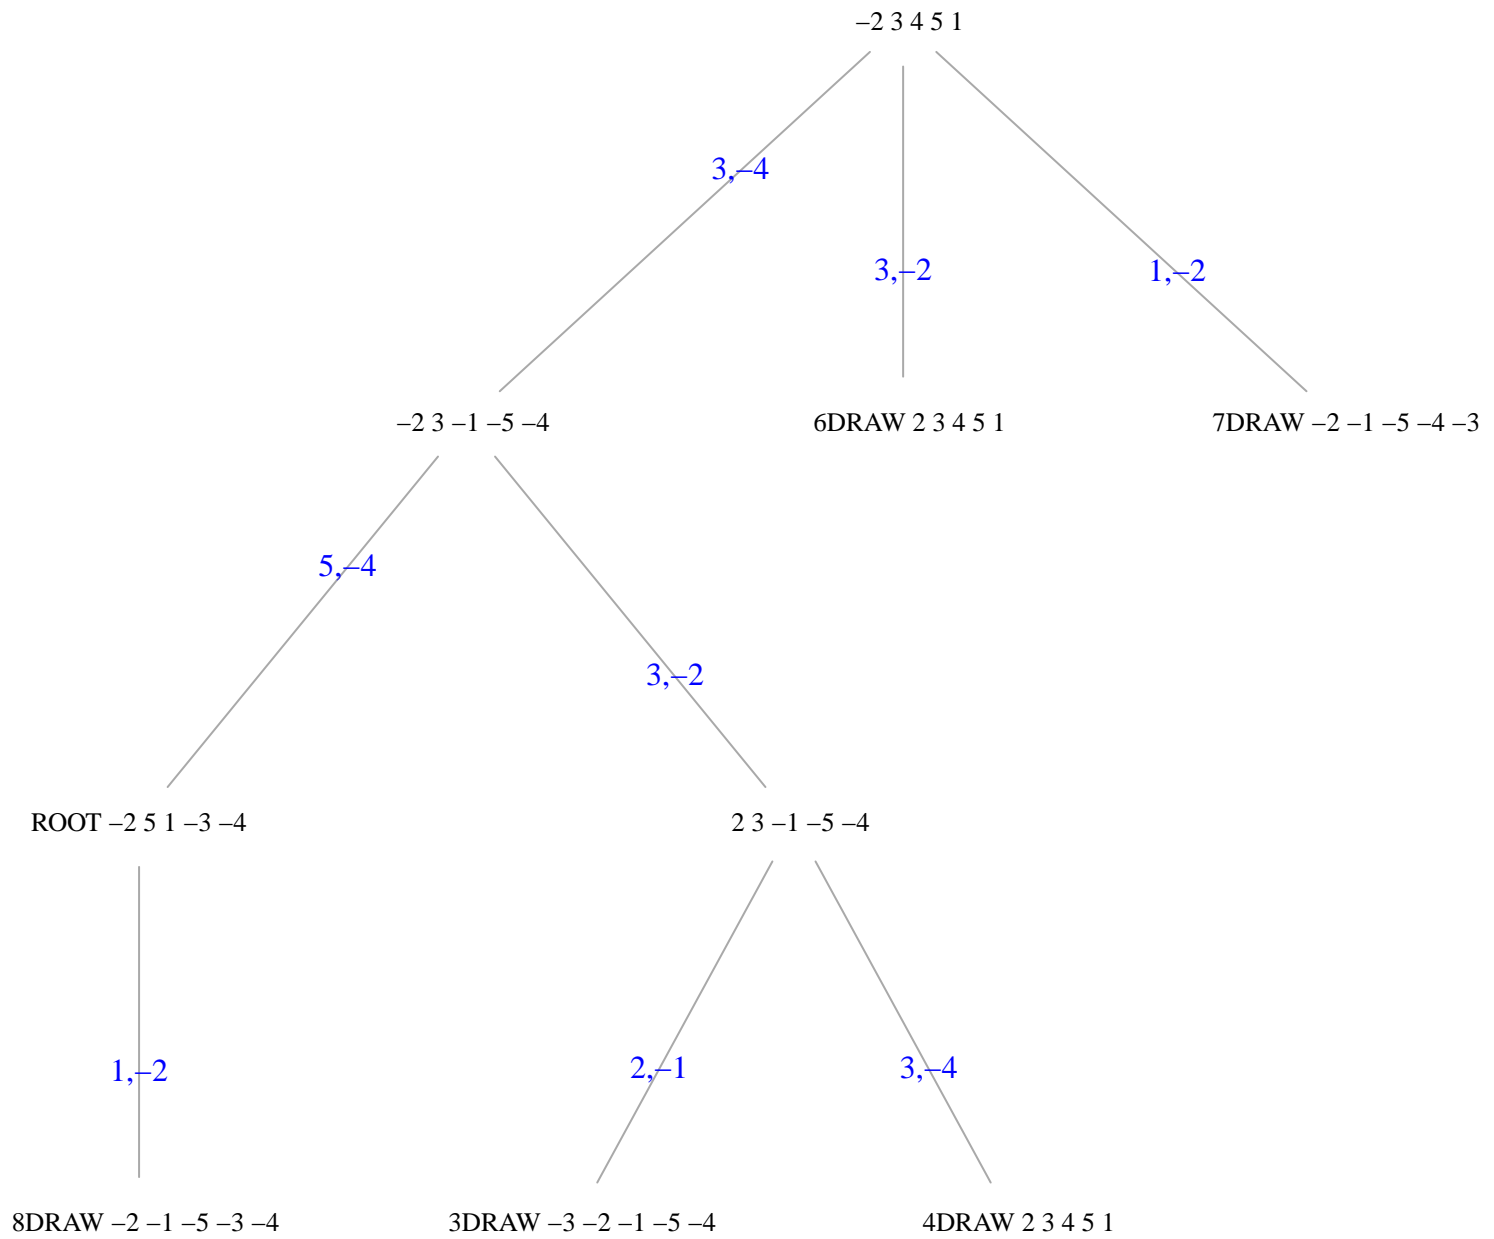 –2 3 4 5 1
3,–4
3,–2
1,–2
–2 3 –1 –5 –4
6DRAW 2 3 4 5 1
7DRAW –2 –1 –5 –4 –3
5,–4
3,–2
ROOT –2 5 1 –3 –4
2 3 –1 –5 –4
1,–2
2,–1
3,–4
8DRAW –2 –1 –5 –3 –4
3DRAW –3 –2 –1 –5 –4
4DRAW 2 3 4 5 1